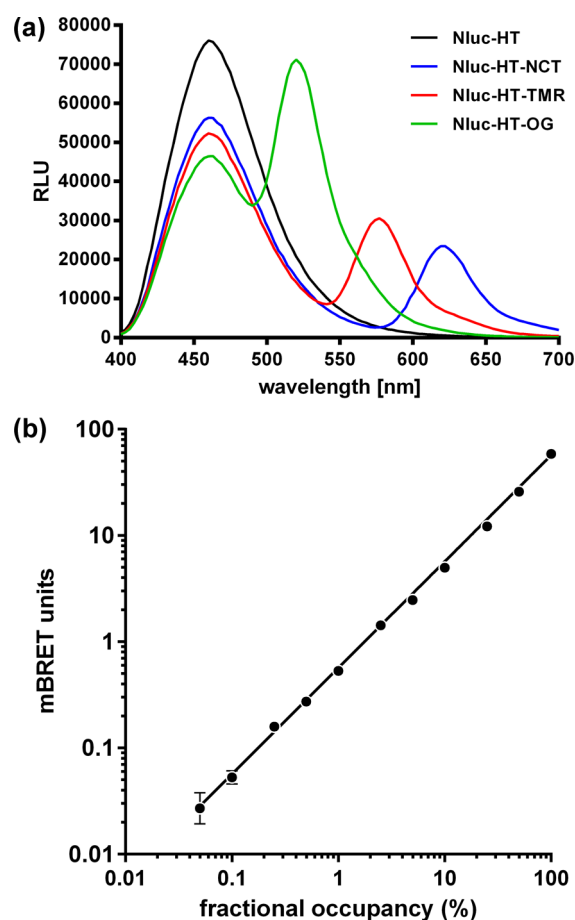 (a)
Nluc-HT
Nluc-HT-NCT
Nluc-HT-TMR
Nluc-HT-OG
RLU
80000
70000
60000
50000
40000
30000
20000
10000
0
400 450 500 550 600 650 700
wavelength [nm]
(b)
mBRET units
100
10
1
0.1
0.01
0.01 0.1 1 10 100
fractional occupancy (%)